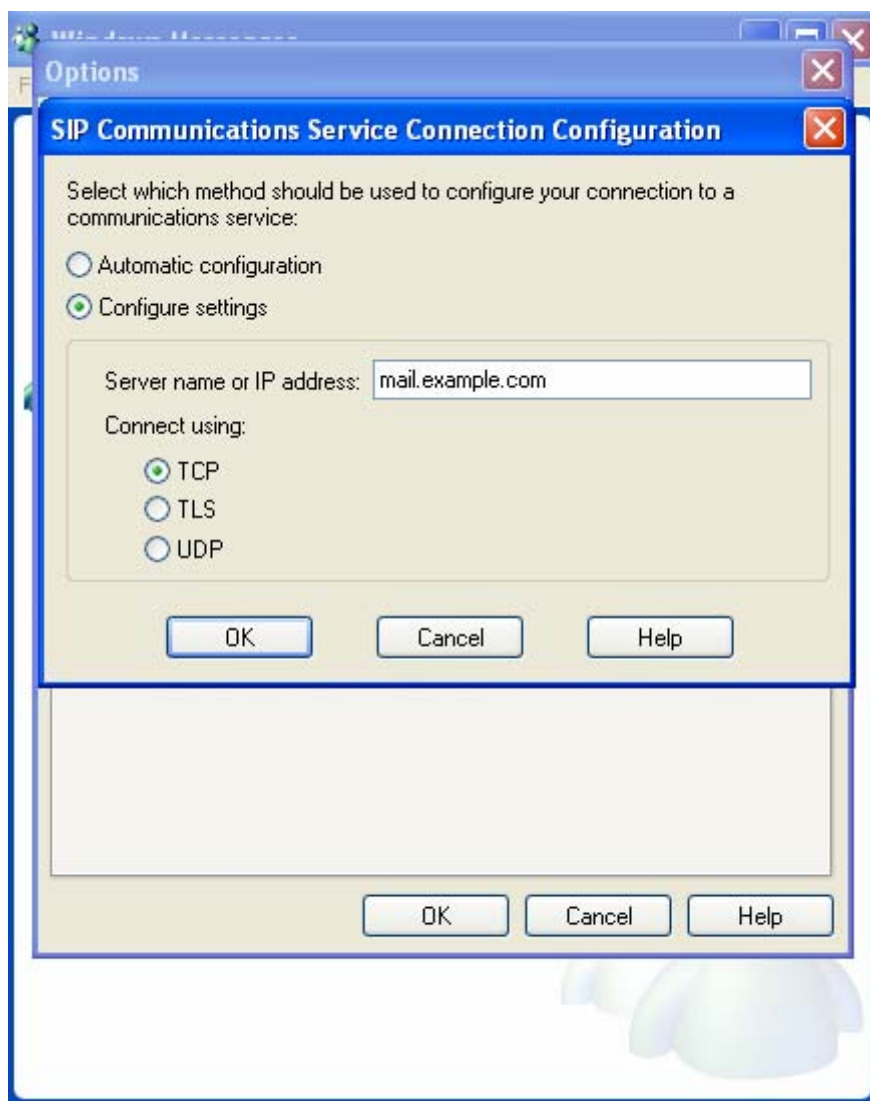 Options
SIP Communications Service Connection Configuration
Select which method should be used to configure your connection to a
communications service:
Automatic configuration
Configure settings
Server name or IP address: mail.example.com
Connect using:
TCP
TLS
UDP
OK Cancel Help
OK Cancel Help